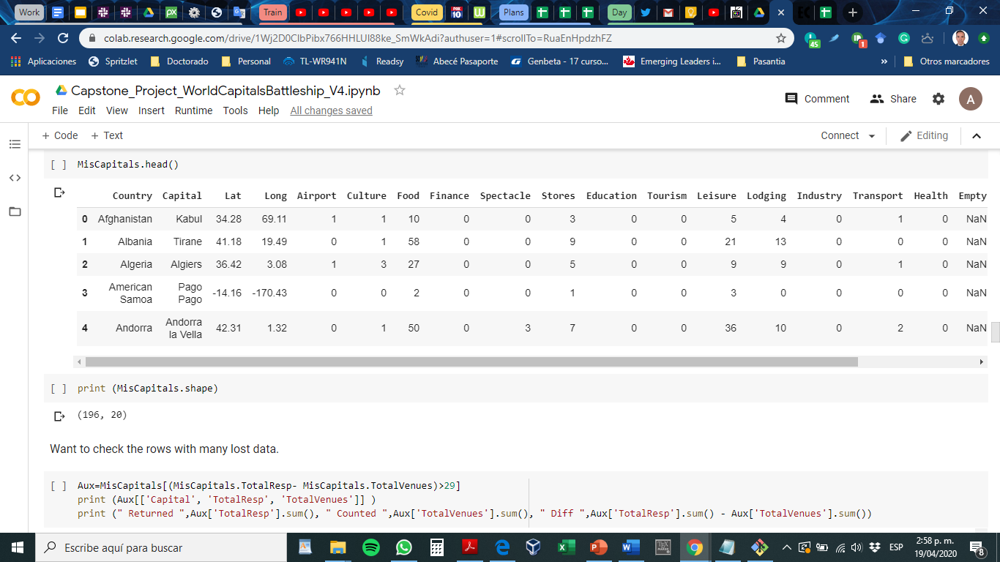 Work Train Covid FOX 10 Plans Day
colab.research.google.com/drive/1Wj2D0ClbPibx766HHLUl88ke_SmWkAdi?authuser=1#scrollTo=RuaEnHpdzhFZ 45 1
Aplicaciones Spritzlet Doctorado Personal TL-WR941N Readsy Abecé Pasaporte Genbeta - 17 curso... Emerging Leaders i... Pasantia » Otros marcadores
Capstone_Project_WorldCapitalsBattleship_V4.ipynb
Comment Share A
File Edit View Insert Runtime Tools Help All changes saved
+ Code + Text Connect Editing
[ ] MisCapitals.head()
Country Capital Lat Long Airport Culture Food Finance Spectacle Stores Education Tourism Leisure Lodging Industry Transport Health Empty
0 Afghanistan Kabul 34.28 69.11 1 1 10 0 0 3 0 0 5 4 0 1 0 NaN
1 Albania Tirane 41.18 19.49 0 1 58 0 0 9 0 0 21 13 0 0 0 NaN
2 Algeria Algiers 36.42 3.08 1 3 27 0 0 5 0 0 9 9 0 1 0 NaN
3 American Samoa Pago Pago -14.16 -170.43 0 0 2 0 0 1 0 0 3 0 0 0 0 NaN
4 Andorra Andorra la Vella 42.31 1.32 0 1 50 0 3 7 0 0 36 10 0 2 0 NaN
[ ] print (MisCapitals.shape)
(196, 20)
Want to check the rows with many lost data.
[ ] Aux=MisCapitals[(MisCapitals.TotalResp- MisCapitals.TotalVenues)>29]
print (Aux[['Capital', 'TotalResp', 'TotalVenues']] )
print (" Returned ",Aux['TotalResp'].sum(), " Counted ",Aux['TotalVenues'].sum(), " Diff ",Aux['TotalResp'].sum() - Aux['TotalVenues'].sum())
Escribe aquí para buscar
ESP
2:58 p. m.
19/04/2020
8